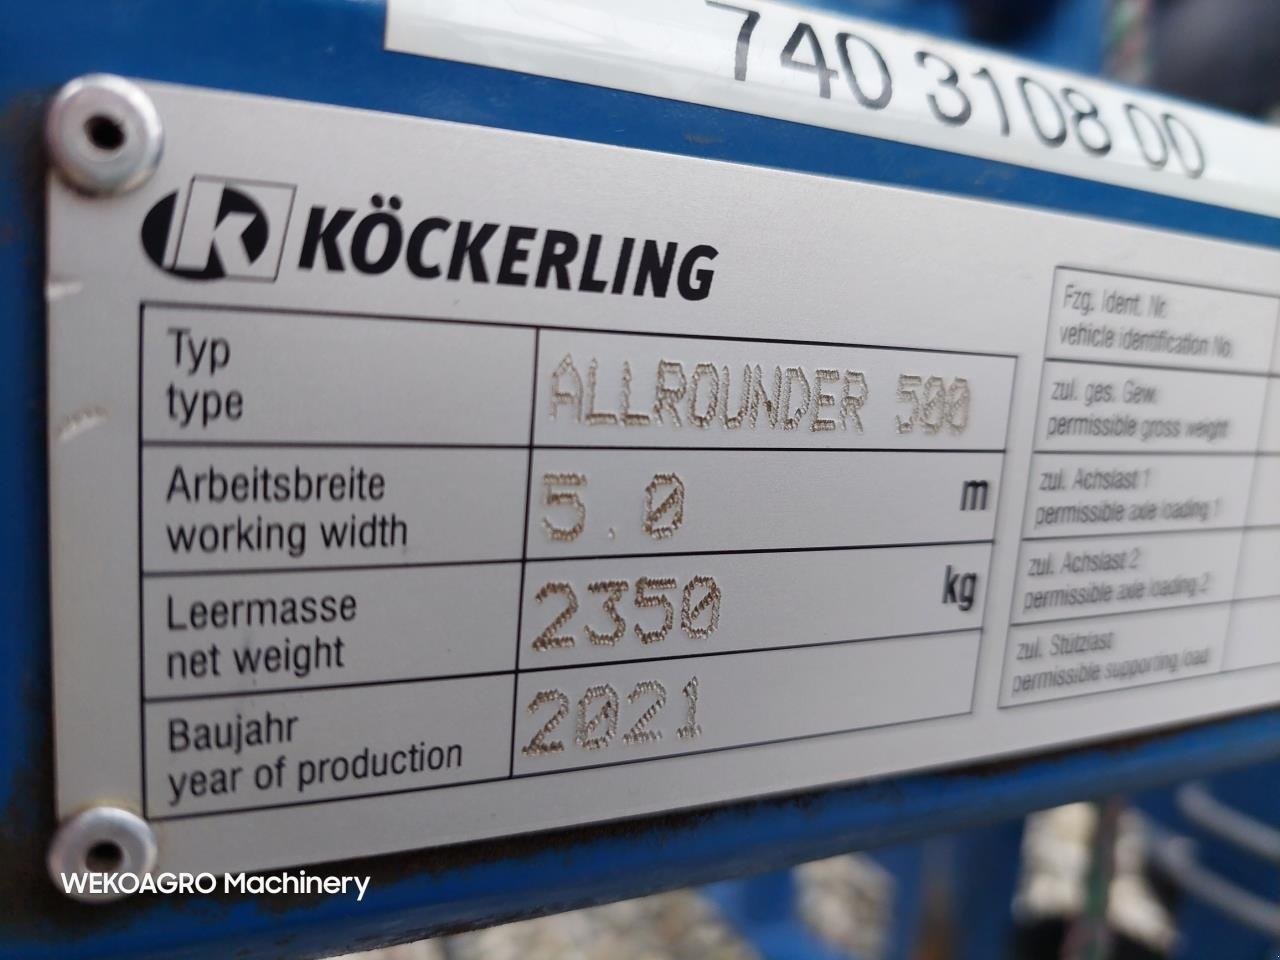 740 3108 00
K KÖCKERLING
Typ
type
ALLROUNDER 500
Arbeitsbreite
working width
5.0 m
Leermasse
net weight
2350 kg
Baujahr
year of production
2021
Fzg. Ident. Nr.
vehicle identification No.
zul. ges. Gew.
permissible gross weight
zul. Achslast 1
permissible axle loading 1
zul. Achslast 2
permissible axle loading 2
zul. Stützlast
permissible supporting load
WEKOAGRO Machinery